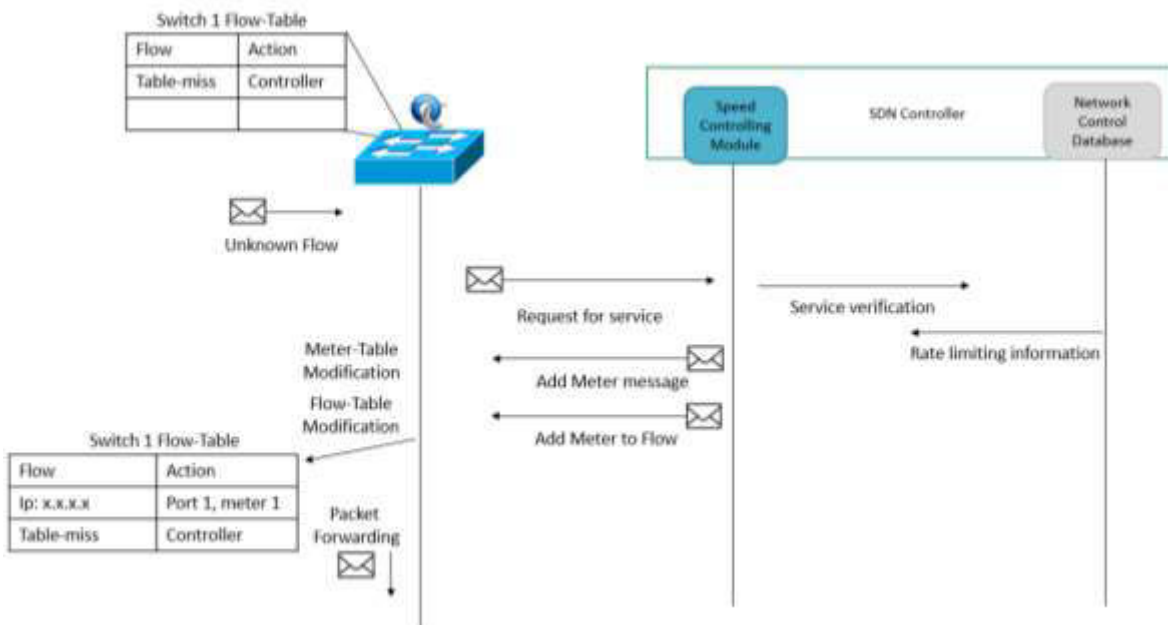 Switch 1 Flow-Table
Flow
Action
Table-miss
Controller
Speed
Controlling
Module
SDN Controller
Network
Control
Database
Unknown Flow
Request for service
Service verification
Rate limiting information
Meter-Table
Modification
Add Meter message
Flow-Table
Modification
Add Meter to Flow
Switch 1 Flow-Table
Flow
Action
Ip: x.x.x.x
Port 1, meter 1
Table-miss
Controller
Packet
Forwarding